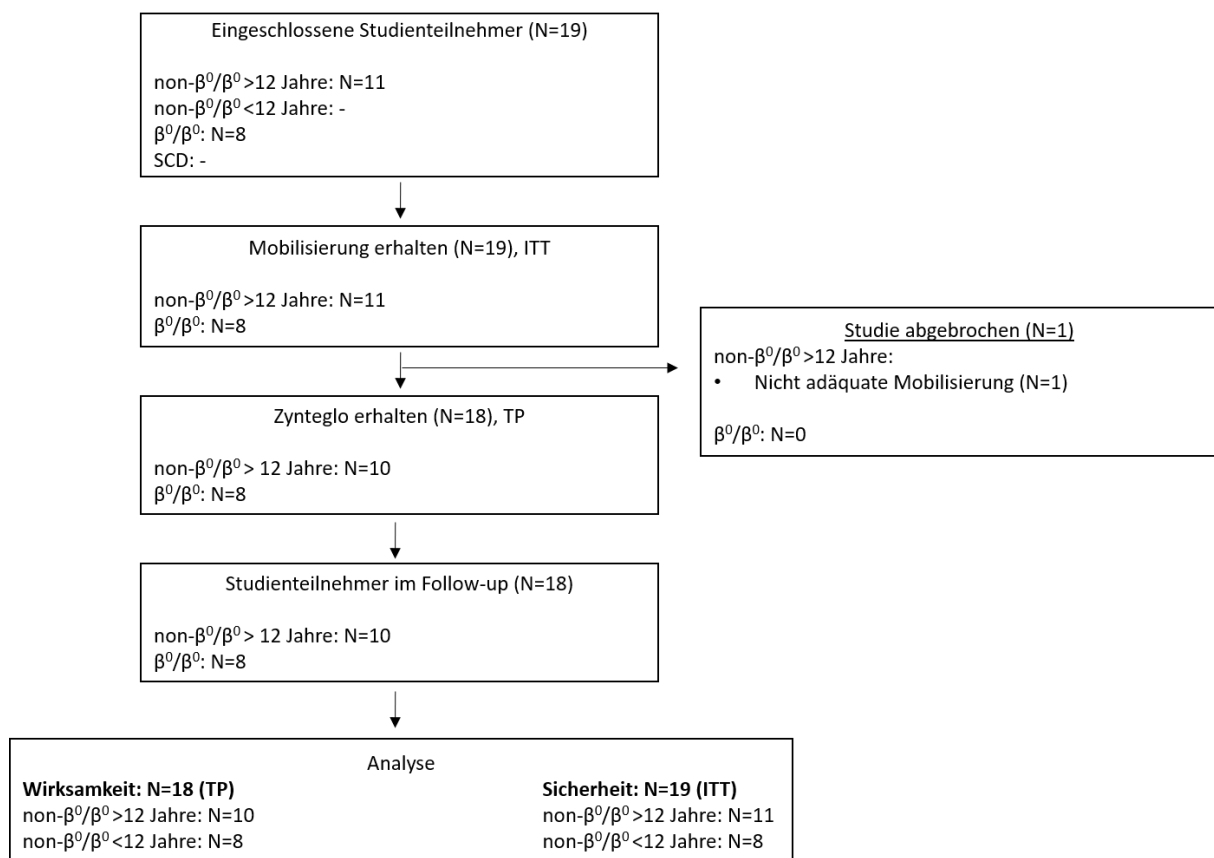 Eingeschlossene Studienteilnehmer (N=19)
non-β⁰/β⁰ >12 Jahre: N=11
non-β⁰/β⁰ <12 Jahre: -
β⁰/β⁰: N=8
SCD: -
Mobilisierung erhalten (N=19), ITT
non-β⁰/β⁰ >12 Jahre: N=11
β⁰/β⁰: N=8
Studie abgebrochen (N=1)
non-β⁰/β⁰ >12 Jahre:
• Nicht adäquate Mobilisierung (N=1)
β⁰/β⁰: N=0
Zynteglo erhalten (N=18), TP
non-β⁰/β⁰ > 12 Jahre: N=10
β⁰/β⁰: N=8
Studienteilnehmer im Follow-up (N=18)
non-β⁰/β⁰ > 12 Jahre: N=10
β⁰/β⁰: N=8
Analyse
Wirksamkeit: N=18 (TP)
non-β⁰/β⁰ >12 Jahre: N=10
non-β⁰/β⁰ <12 Jahre: N=8
Sicherheit: N=19 (ITT)
non-β⁰/β⁰ >12 Jahre: N=11
non-β⁰/β⁰ <12 Jahre: N=8